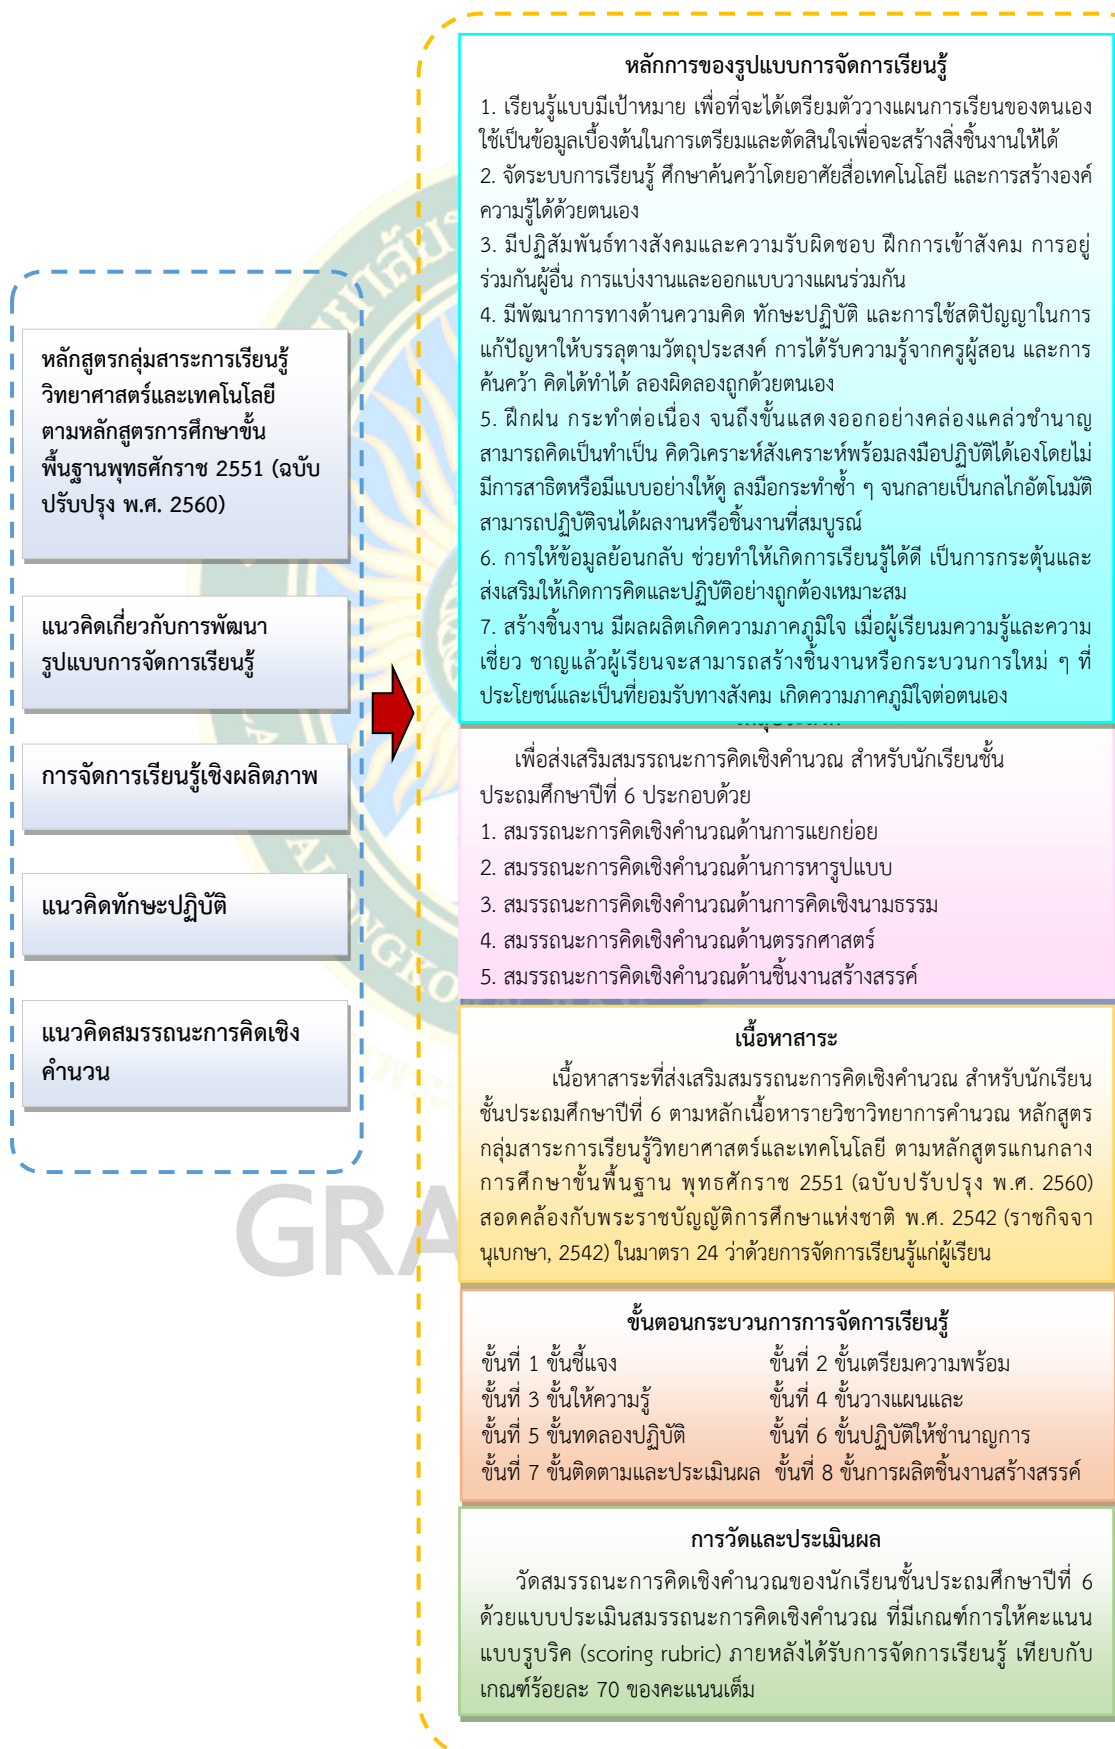 หลักสูตรกลุ่มสาระการเรียนรู้
วิทยาศาสตร์และเทคโนโลยี
ตามหลักสูตรการศึกษาขั้น
พื้นฐานพุทธศักราช 2551 (ฉบับ
ปรับปรุง พ.ศ. 2560)
แนวคิดเกี่ยวกับการพัฒนา
รูปแบบการจัดการเรียนรู้
การจัดการเรียนรู้เชิงผลิตภาพ
แนวคิดทักษะปฏิบัติ
แนวคิดสมรรถนะการคิดเชิง
คำนวน
หลักการของรูปแบบการจัดการเรียนรู้
1. เรียนรู้แบบมีเป้าหมาย เพื่อที่จะได้เตรียมตัววางแผนการเรียนของตนเอง
ใช้เป็นข้อมูลเบื้องต้นในการเตรียมและตัดสินใจเพื่อจะสร้างสิ่งชิ้นงานให้ได้
2. จัดระบบการเรียนรู้ ศึกษาค้นคว้าโดยอาศัยสื่อเทคโนโลยี และการสร้างองค์
ความรู้ได้ด้วยตนเอง
3. มีปฏิสัมพันธ์ทางสังคมและความรับผิดชอบ ฝึกการเข้าสังคม การอยู่
ร่วมกันผู้อื่น การแบ่งงานและออกแบบวางแผนร่วมกัน
4. มีพัฒนาการทางด้านความคิด ทักษะปฏิบัติ และการใช้สติปัญญาในการ
แก้ปัญหาให้บรรลุตามวัตถุประสงค์ การได้รับความรู้จากครูผู้สอน และการ
ค้นคว้า คิดได้ทำได้ ลองผิดลองถูกด้วยตนเอง
5. ฝึกฝน กระทำต่อเนื่อง จนถึงขั้นแสดงออกอย่างคล่องแคล่วชำนาญ
สามารถคิดเป็นทำเป็น คิดวิเคราะห์สังเคราะห์พร้อมลงมือปฏิบัติได้เองโดยไม่
มีการสาธิตหรือมีแบบอย่างให้ดู ลงมือกระทำซ้ำ ๆ จนกลายเป็นกลไกอัตโนมัติ
สามารถปฏิบัติจนได้ผลงานหรือชิ้นงานที่สมบูรณ์
6. การให้ข้อมูลย้อนกลับ ช่วยทำให้เกิดการเรียนรู้ได้ดี เป็นการกระตุ้นและ
ส่งเสริมให้เกิดการคิดและปฏิบัติอย่างถูกต้องเหมาะสม
7. สร้างชิ้นงาน มีผลผลิตเกิดความภาคภูมิใจ เมื่อผู้เรียนมความรู้และความ
เชี่ยว ชาญแล้วผู้เรียนจะสามารถสร้างชิ้นงานหรือกระบวนการใหม่ ๆ ที่
ประโยชน์และเป็นที่ยอมรับทางสังคม เกิดความภาคภูมิใจต่อตนเอง
เพื่อส่งเสริมสมรรถนะการคิดเชิงคำนวณ สำหรับนักเรียนชั้น
ประถมศึกษาปีที่ 6 ประกอบด้วย
1. สมรรถนะการคิดเชิงคำนวณด้านการแยกย่อย
2. สมรรถนะการคิดเชิงคำนวณด้านการหารูปแบบ
3. สมรรถนะการคิดเชิงคำนวณด้านการคิดเชิงนามธรรม
4. สมรรถนะการคิดเชิงคำนวณด้านตรรกศาสตร์
5. สมรรถนะการคิดเชิงคำนวณด้านชิ้นงานสร้างสรรค์
เนื้อหาสาระ
เนื้อหาสาระที่ส่งเสริมสมรรถนะการคิดเชิงคำนวณ สำหรับนักเรียน
ชั้นประถมศึกษาปีที่ 6 ตามหลักเนื้อหารายวิชาวิทยาการคำนวณ หลักสูตร
กลุ่มสาระการเรียนรู้วิทยาศาสตร์และเทคโนโลยี ตามหลักสูตรแกนกลาง
การศึกษาขั้นพื้นฐาน พุทธศักราช 2551 (ฉบับปรับปรุง พ.ศ. 2560)
สอดคล้องกับพระราชบัญญัติการศึกษาแห่งชาติ พ.ศ. 2542 (ราชกิจจา
นุเบกษา, 2542) ในมาตรา 24 ว่าด้วยการจัดการเรียนรู้แก่ผู้เรียน
GRA
ขั้นตอนกระบวนการการจัดการเรียนรู้
ขั้นที่ 1 ขั้นชี้แจง ขั้นที่ 2 ขั้นเตรียมความพร้อม
ขั้นที่ 3 ขั้นให้ความรู้ ขั้นที่ 4 ขั้นวางแผนและ
ขั้นที่ 5 ขั้นทดลองปฏิบัติ ขั้นที่ 6 ขั้นปฏิบัติให้ชำนาญการ
ขั้นที่ 7 ขั้นติดตามและประเมินผล ขั้นที่ 8 ขั้นการผลิตชิ้นงานสร้างสรรค์
การวัดและประเมินผล
วัดสมรรถนะการคิดเชิงคำนวณของนักเรียนชั้นประถมศึกษาปีที่ 6
ด้วยแบบประเมินสมรรถนะการคิดเชิงคำนวณ ที่มีเกณฑ์การให้คะแนน
แบบรูบริค (scoring rubric) ภายหลังได้รับการจัดการเรียนรู้ เทียบกับ
เกณฑ์ร้อยละ 70 ของคะแนนเต็ม